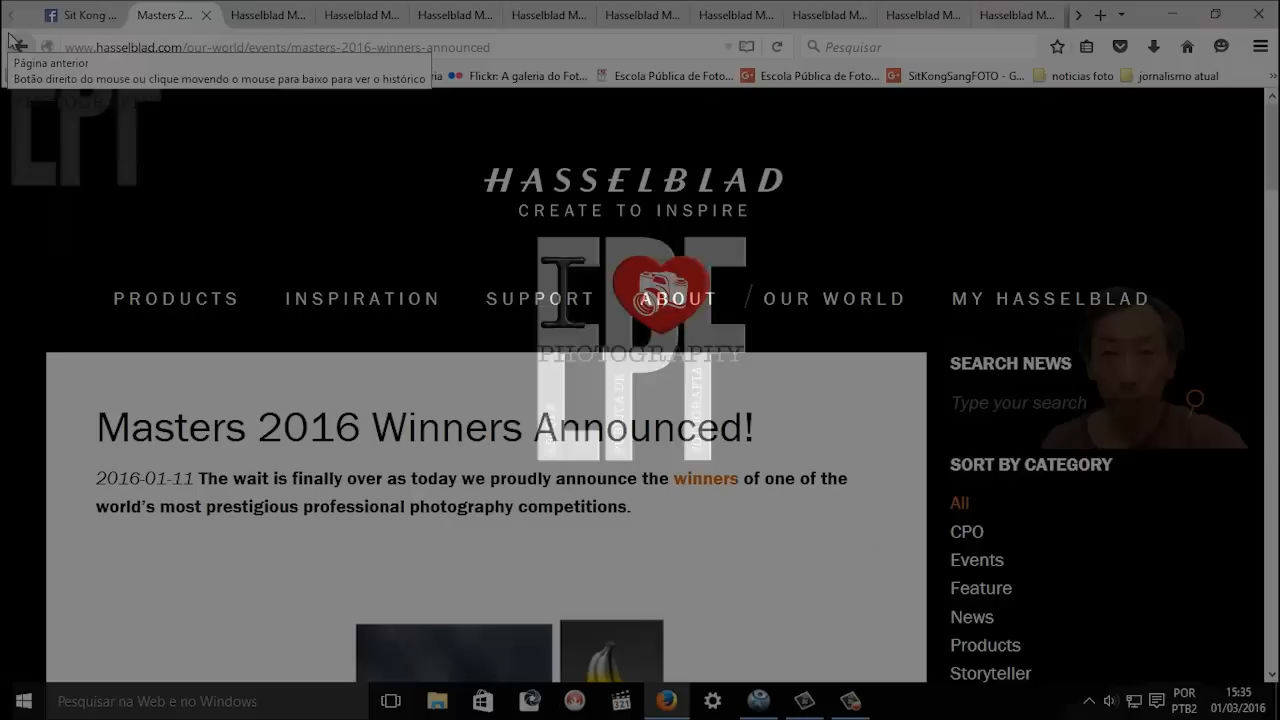 Sit Kong ...
Masters 2...
Hasselblad M...
Hasselblad M...
Hasselblad M...
Hasselblad M...
Hasselblad M...
Hasselblad M...
Hasselblad M...
Hasselblad M...
Hasselblad M...
www.hasselblad.com/our-world/events/masters-2016-winners-announced
Pesquisar
Página anterior
Botão direito do mouse ou clique movendo o mouse para baixo para ver o histórico
Flickr: A galeria do Fot...
Escola Pública de Fot...
Escola Pública de Fot...
SitKongSangFOTO - G...
noticias foto
jornalismo atual
HASSELBLAD
CREATE TO INSPIRE
PRODUCTS
INSPIRATION
SUPPORT
ABOUT
/
OUR WORLD
MY HASSELBLAD
I
EPF
PHOTOGRAPHY
Masters 2016 Winners Announced!
2016-01-11 The wait is finally over as today we proudly announce the winners of one of the
world's most prestigious professional photography competitions.
SEARCH NEWS
Type your search
SORT BY CATEGORY
All
CPO
Events
Feature
News
Products
Storyteller
Pesquisar na Web e no Windows
321
POR
PTB2
15:35
01/03/2016